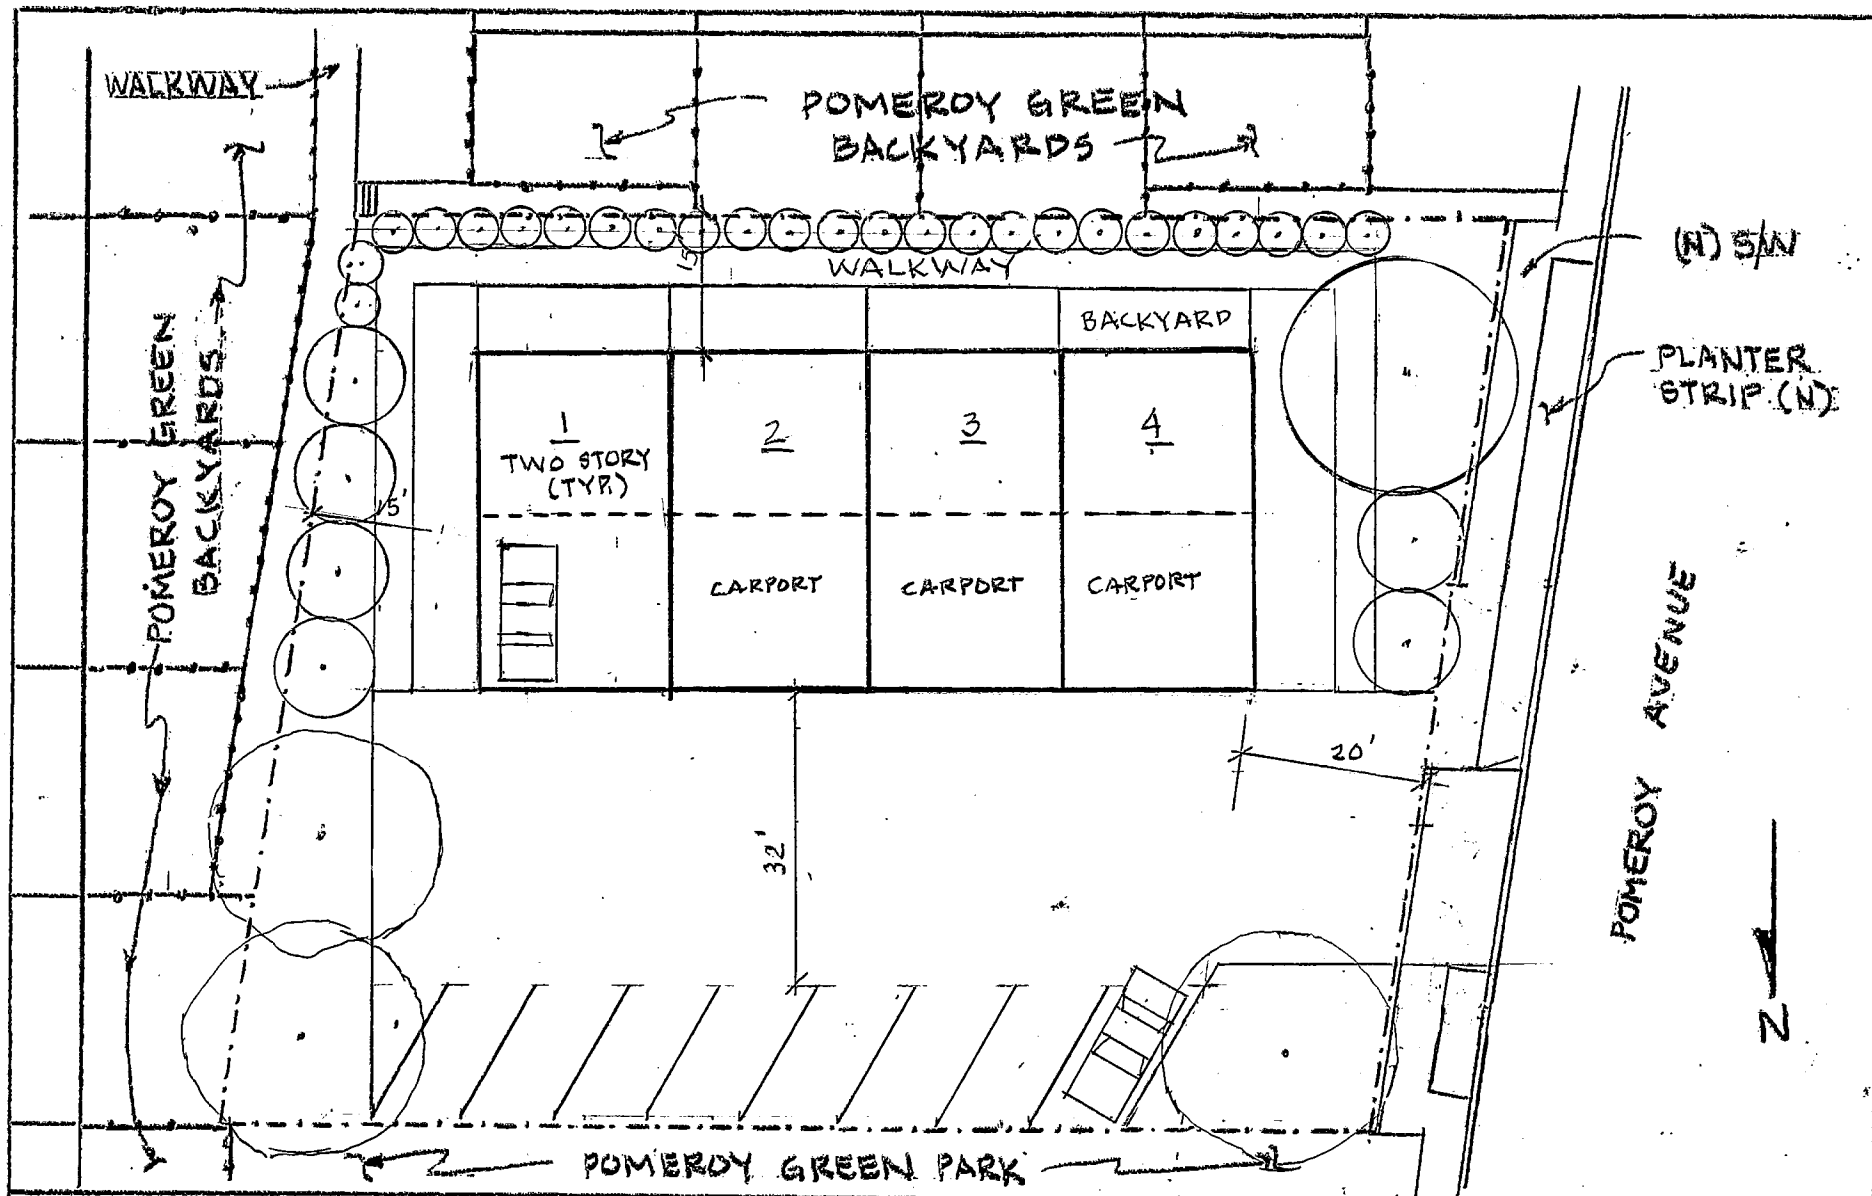 WALKWAY
POMEROY GREEN
BACKYARDS
WALKWAY
(N) S/W
BACKYARD
PLANTER
STRIP (N)
POMEROY GREEN
BACKYARDS
15'
1
TWO STORY
(TYP.)
2
3
4
15'
CARPORT
CARPORT
CARPORT
POMEROY AVENUE
20'
32'
N
POMEROY GREEN PARK